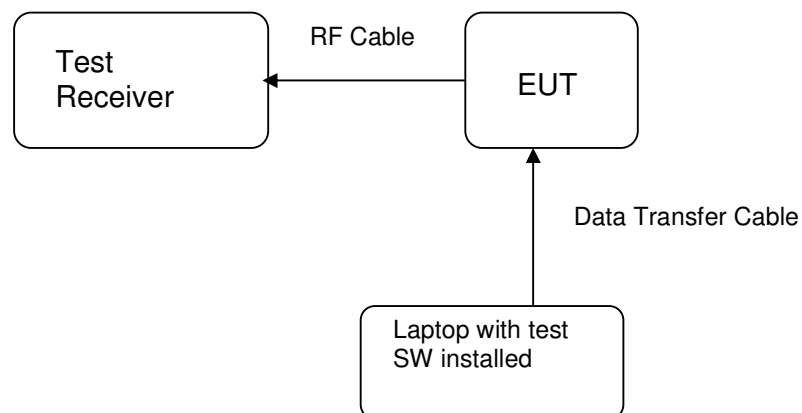 RF Cable
Test
Receiver
EUT
Data Transfer Cable
Laptop with test
SW installed